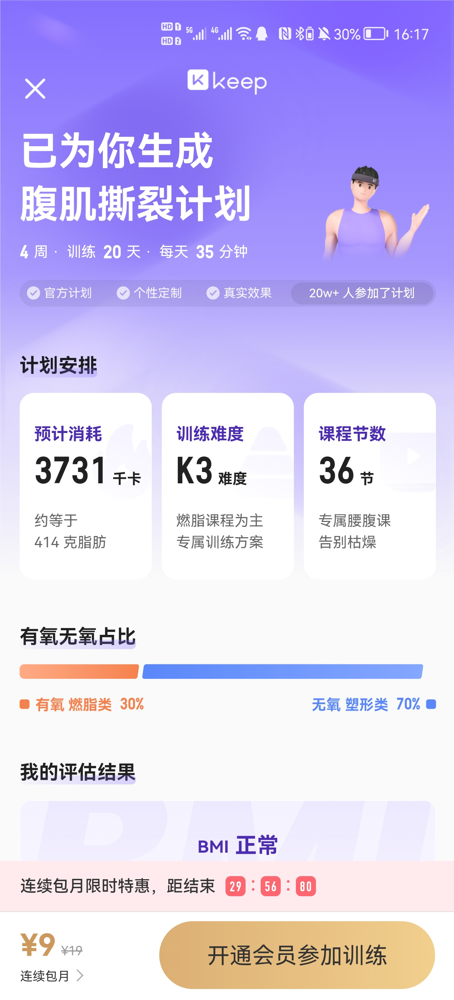 HD 1 5G 4G 30% 16:17
HD 2
keep
已为你生成
腹肌撕裂计划
4 周 · 训练 20 天 · 每天 35 分钟
官方计划 个性定制 真实效果 20w+ 人参加了计划
计划安排
预计消耗
3731 千卡
约等于
414 克脂肪
训练难度
K3 难度
燃脂课程为主
专属训练方案
课程节数
36 节
专属腰腹课
告别枯燥
有氧无氧占比
有氧 燃脂类 30%
无氧 塑形类 70%
我的评估结果
BMI
BMI 正常
连续包月限时特惠，距结束 29 : 56 : 80
¥9 ¥19
连续包月
开通会员参加训练